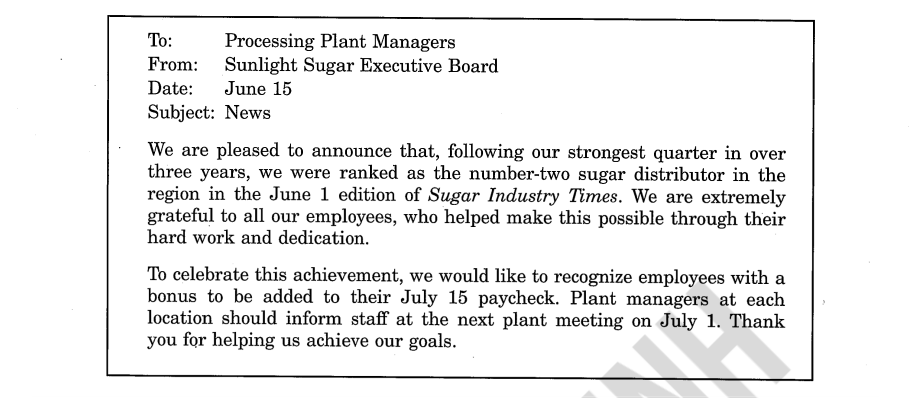 To: Processing Plant Managers
From: Sunlight Sugar Executive Board
Date: June 15
Subject: News
We are pleased to announce that, following our strongest quarter in over
three years, we were ranked as the number-two sugar distributor in the
region in the June 1 edition of Sugar Industry Times. We are extremely
grateful to all our employees, who helped make this possible through their
hard work and dedication.
To celebrate this achievement, we would like to recognize employees with a
bonus to be added to their July 15 paycheck. Plant managers at each
location should inform staff at the next plant meeting on July 1. Thank
you for helping us achieve our goals.